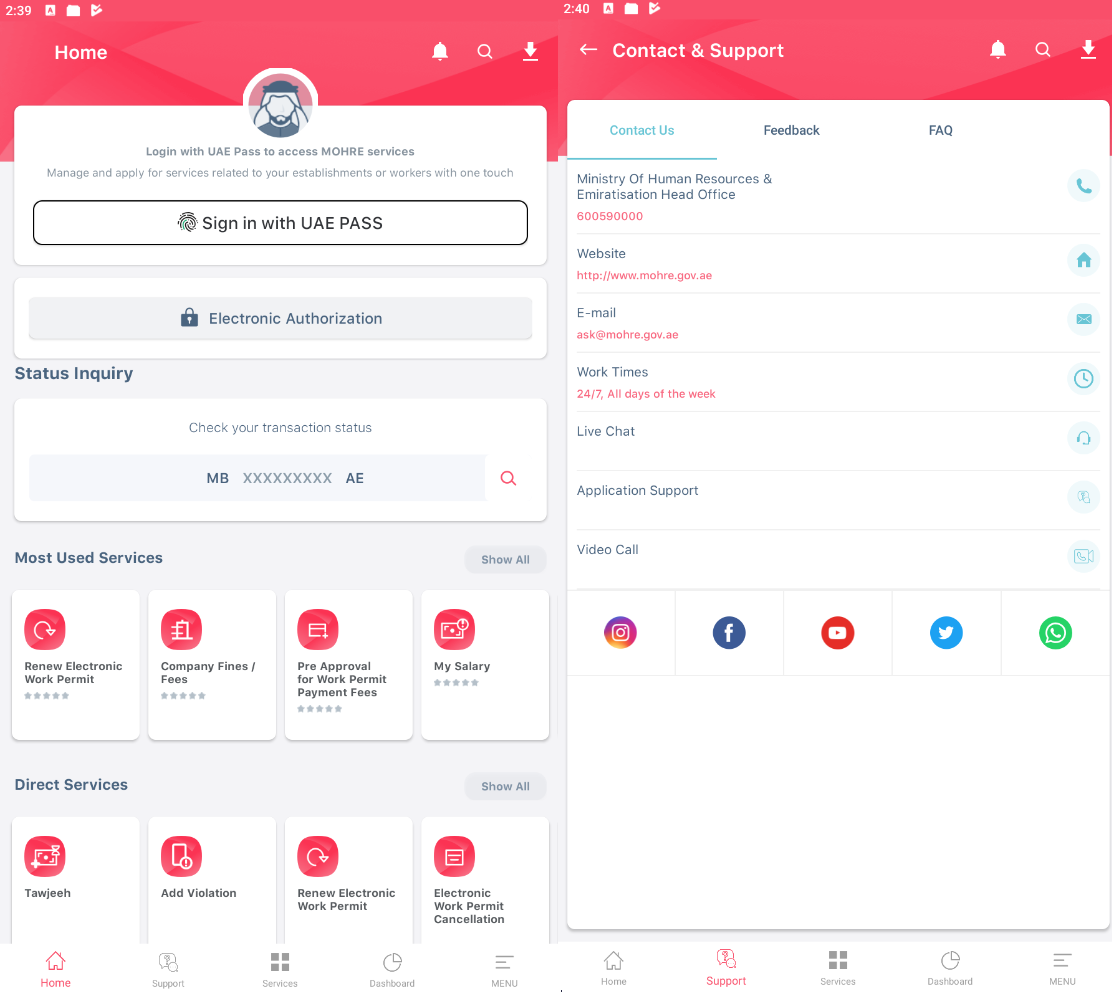 2:39
Home
Login with UAE Pass to access MOHRE services
Manage and apply for services related to your establishments or workers with one touch
Sign in with UAE PASS
Electronic Authorization
Status Inquiry
Check your transaction status
MB XXXXXXXXX AE
Most Used Services
Show All
Renew Electronic
Work Permit
Company Fines /
Fees
Pre Approval
for Work Permit
Payment Fees
My Salary
Direct Services
Show All
Tawjeeh
Add Violation
Renew Electronic
Work Permit
Electronic
Work Permit
Cancellation
Home
Support
Services
Dashboard
MENU
2:40
Contact & Support
Contact Us
Feedback
FAQ
Ministry Of Human Resources &
Emiratisation Head Office
600590000
Website
http://www.mohre.gov.ae
E-mail
ask@mohre.gov.ae
Work Times
24/7, All days of the week
Live Chat
Application Support
Video Call
Home
Support
Services
Dashboard
MENU